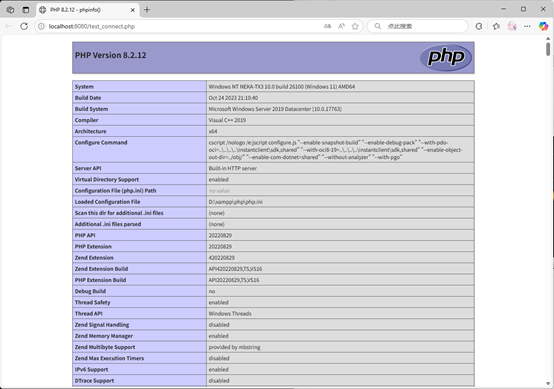 PHP 8.2.12 - phpinfo()
localhost:8080/test_connect.php
点此搜索
PHP Version 8.2.12
php
System Windows NT NEKA-TX3 10.0 build 26100 (Windows 11) AMD64
Build Date Oct 24 2023 21:10:40
Build System Microsoft Windows Server 2019 Datacenter [10.0.17763]
Compiler Visual C++ 2019
Architecture x64
Configure Command cscript /nologo /e:jscript configure.js "--enable-snapshot-build" "--enable-debug-pack" "--with-pdo-
oci=..\..\..\..\instantclient\sdk,shared" "--with-oci8-19=..\..\..\..\instantclient\sdk,shared" "--enable-object-
out-dir=../obj/" "--enable-com-dotnet=shared" "--without-analyzer" "--with-pgo"
Server API Built-in HTTP server
Virtual Directory Support enabled
Configuration File (php.ini) Path no value
Loaded Configuration File D:\xampp\php\php.ini
Scan this dir for additional .ini files (none)
Additional .ini files parsed (none)
PHP API 20220829
PHP Extension 20220829
Zend Extension 420220829
Zend Extension Build API420220829,TS,VS16
PHP Extension Build API20220829,TS,VS16
Debug Build no
Thread Safety enabled
Thread API Windows Threads
Zend Signal Handling disabled
Zend Memory Manager enabled
Zend Multibyte Support provided by mbstring
Zend Max Execution Timers disabled
IPv6 Support enabled
DTrace Support disabled